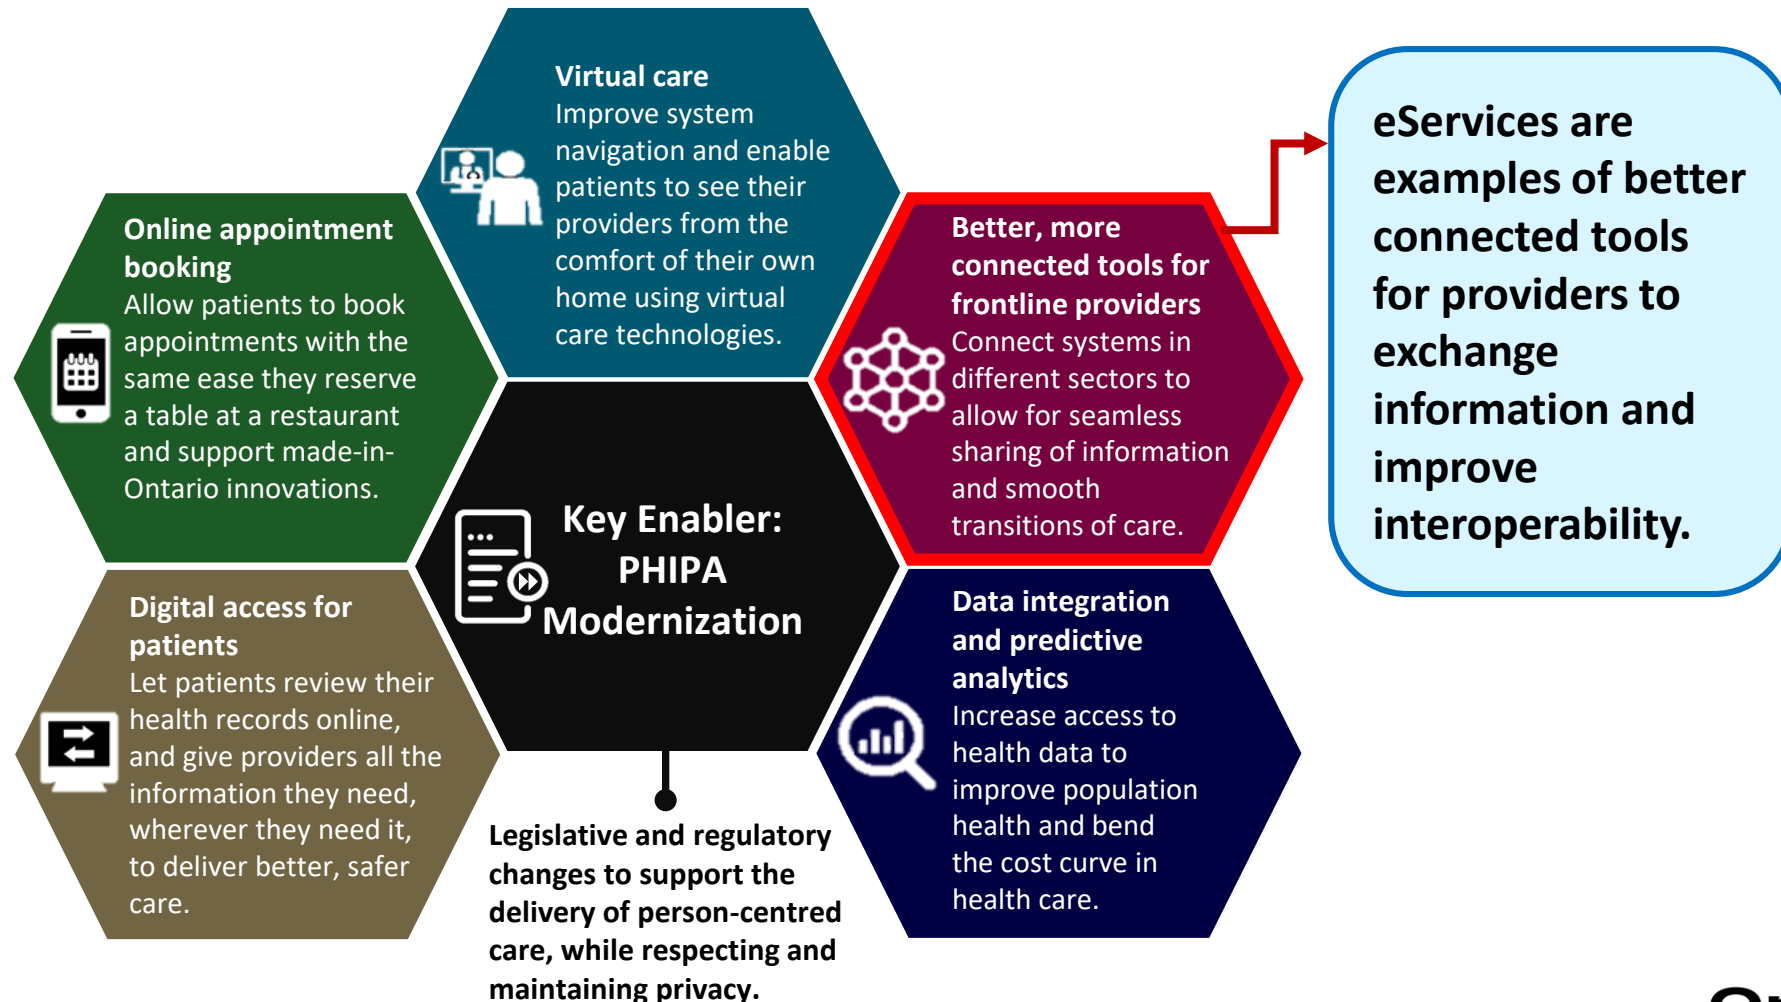 Virtual care
Improve system
navigation and enable
patients to see their
providers from the
comfort of their own
home using virtual
care technologies.
Online appointment
booking
Allow patients to book
appointments with the
same ease they reserve
a table at a restaurant
and support made-in-
Ontario innovations.
Better, more
connected tools for
frontline providers
Connect systems in
different sectors to
allow for seamless
sharing of information
and smooth
transitions of care.
eServices are
examples of better
connected tools
for providers to
exchange
information and
improve
interoperability.
Key Enabler:
PHIPA
Modernization
Digital access for
patients
Let patients review their
health records online,
and give providers all the
information they need,
wherever they need it,
to deliver better, safer
care.
Data integration
and predictive
analytics
Increase access to
health data to
improve population
health and bend
the cost curve in
health care.
Legislative and regulatory
changes to support the
delivery of person-centred
care, while respecting and
maintaining privacy.